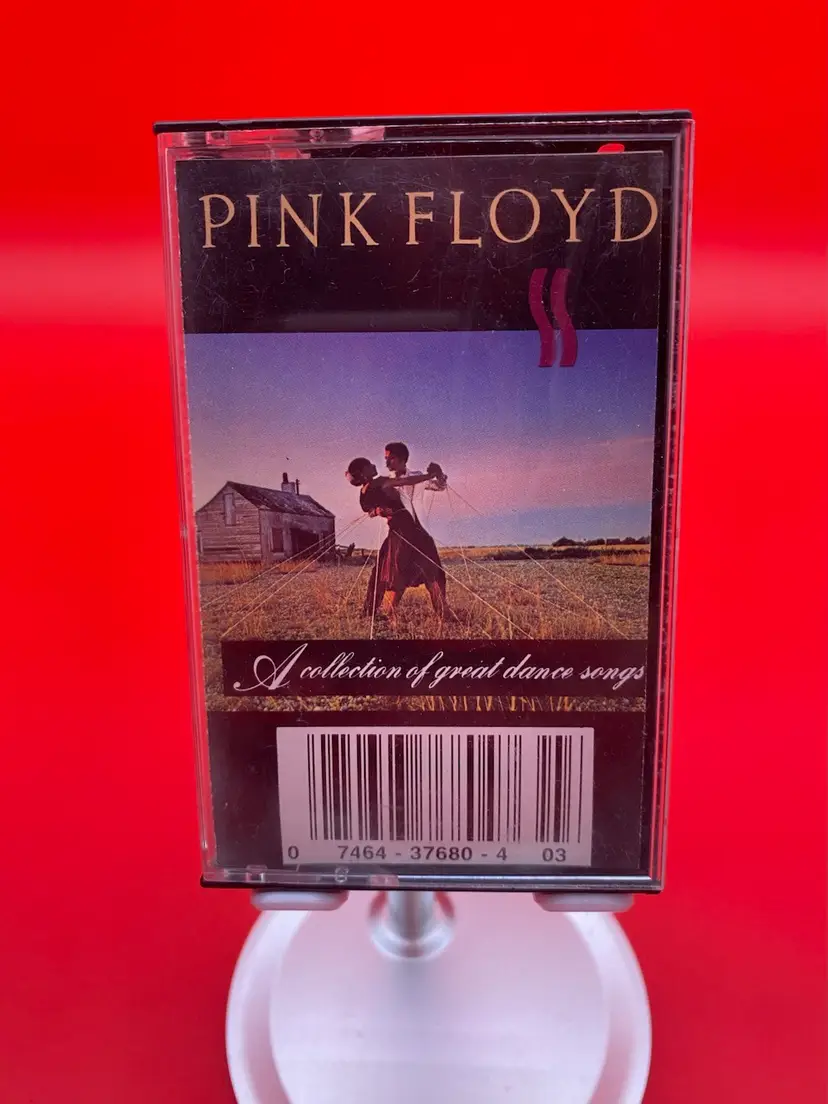 PINK FLOYD
A collection of great dance songs
0 7464 - 37680 - 4 03